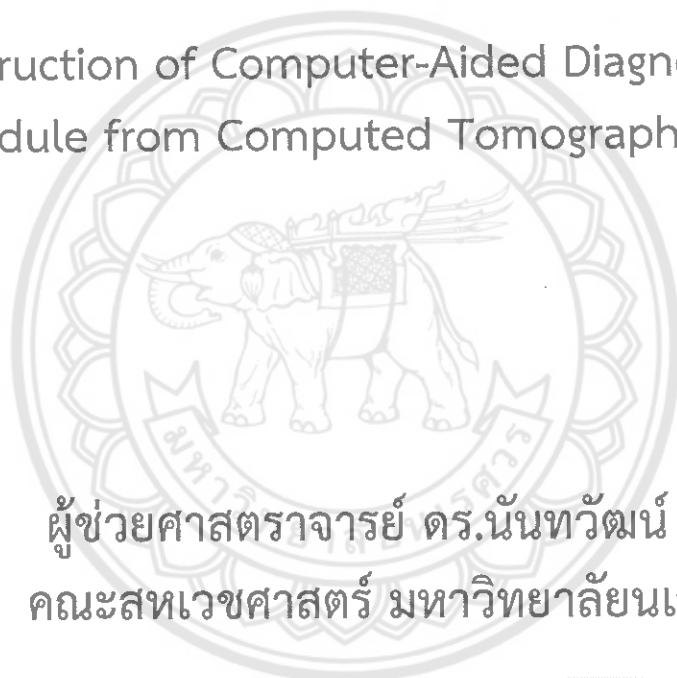 ruction of Computer-Aided Diagn
dule from Computed Tomograph
ผู้ช่วยศาสตราจารย์ ดร.นันทวัฒน์
คณะสหเวชศาสตร์ มหาวิทยาลัยนเ